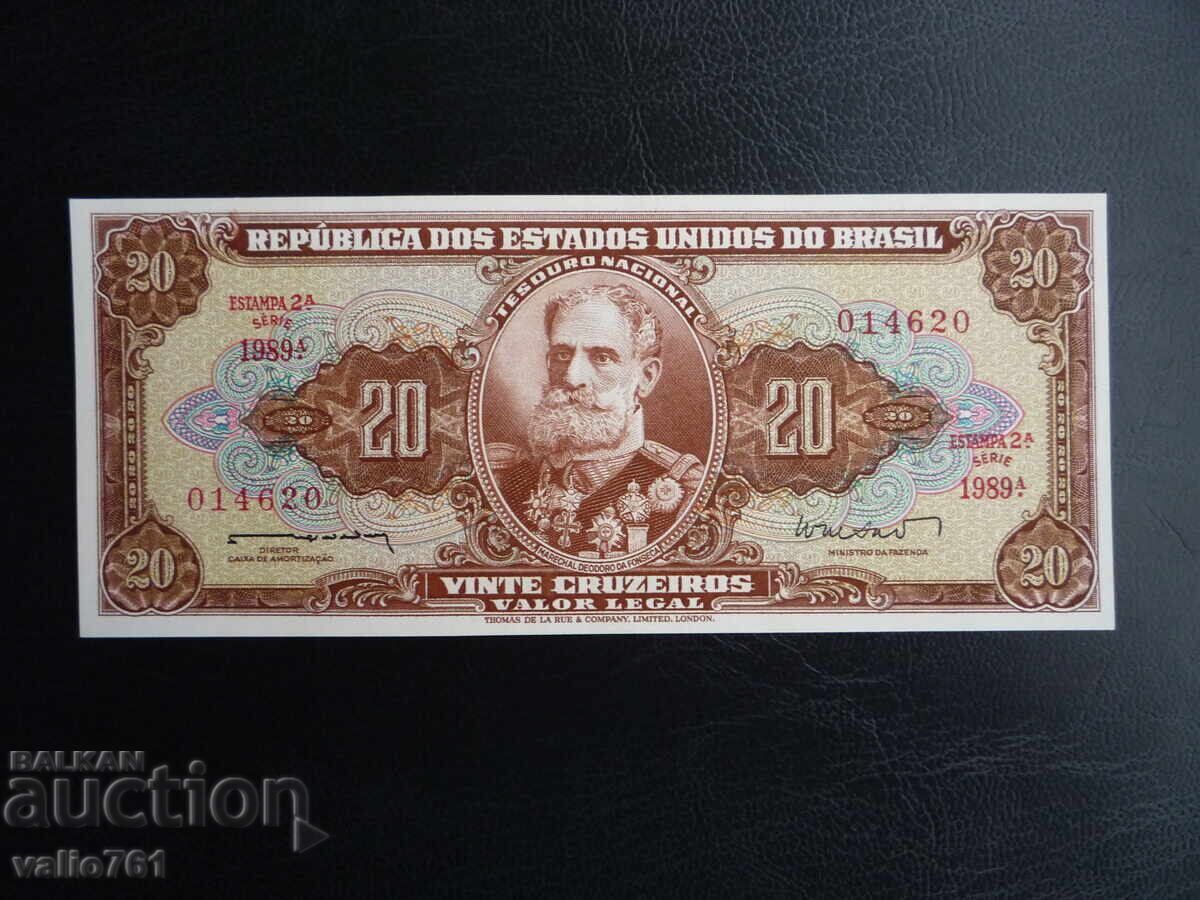 REPÚBLICA DOS ESTADOS UNIDOS DO BRASIL
TESOURO NACIONAL
20
20
ESTAMPA 2ª
SÉRIE
1989ª
014620
20
20
20
20
ESTAMPA 2ª
SÉRIE
1989ª
014620
DIRETOR
CAIXA DE AMORTIZAÇÃO
MINISTRO DA FAZENDA
MARECHAL DEODORO DA FONSECA
20
20
VINTE CRUZEIROS
VALOR LEGAL
THOMAS DE LA RUE & COMPANY, LIMITED, LONDON.
BALKAN
auction
valio761